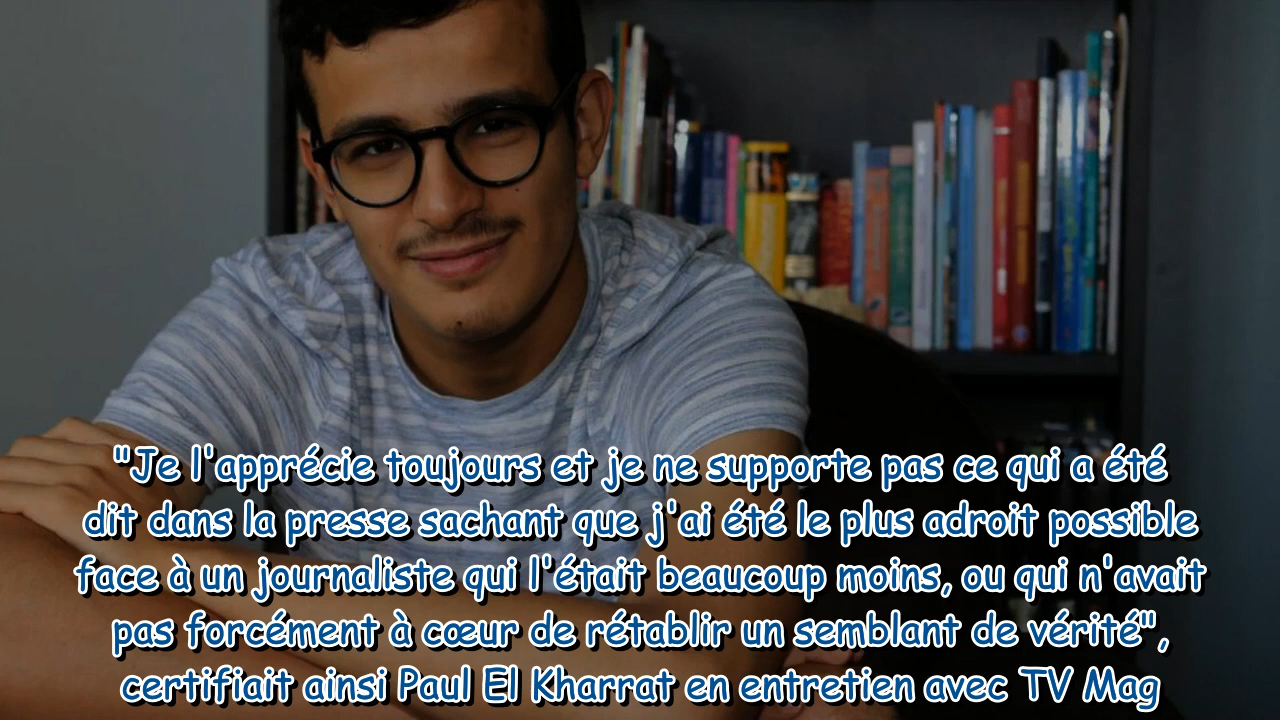 "Je l'apprécie toujours et je ne supporte pas ce qui a été
dit dans la presse sachant que j'ai été le plus adroit possible
face à un journaliste qui l'était beaucoup moins, ou qui n'avait
pas forcément à cœur de rétablir un semblant de vérité",
certifiait ainsi Paul El Kharrat en entretien avec TV Mag